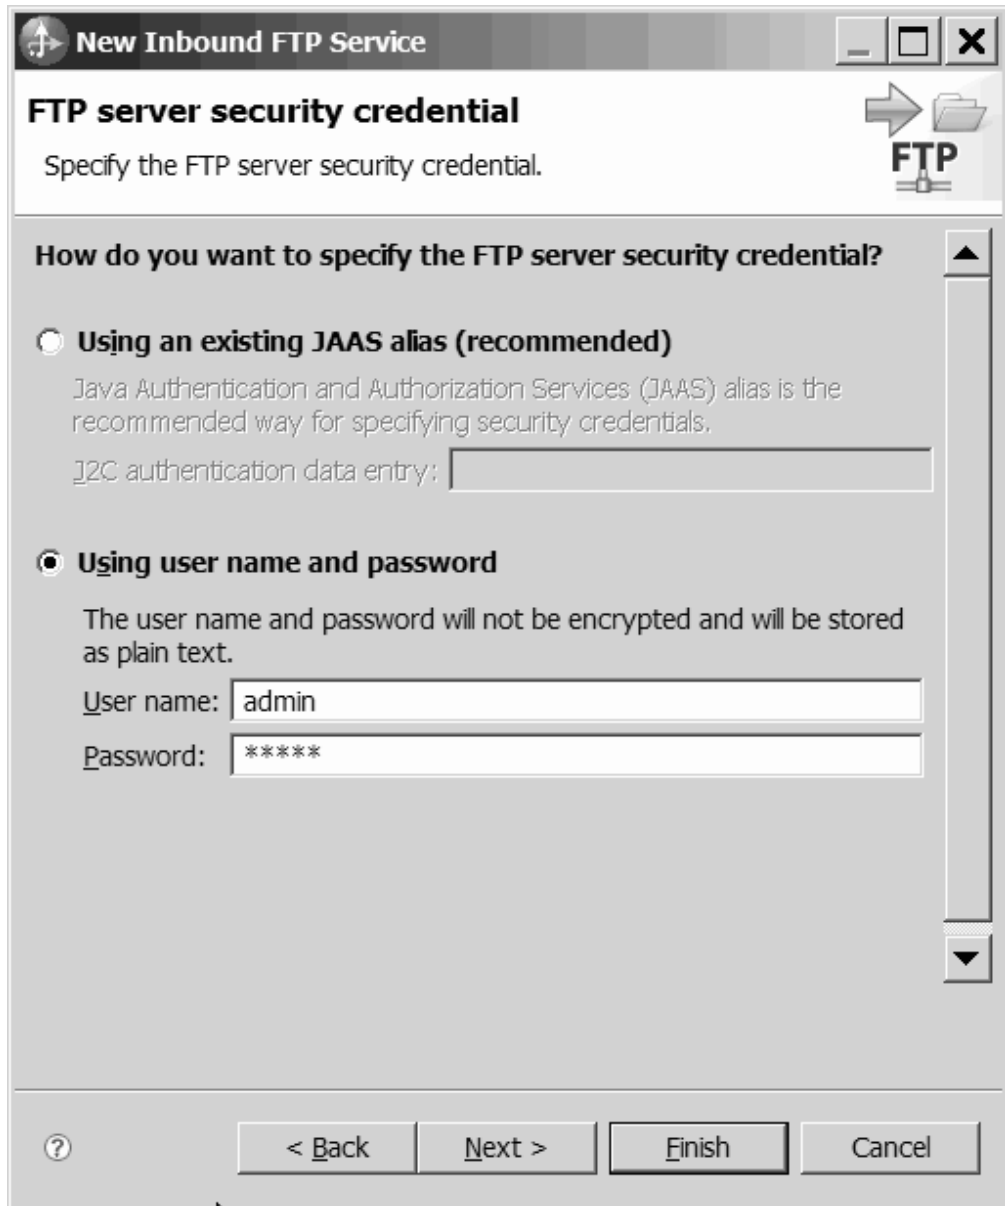 New Inbound FTP Service
FTP server security credential
Specify the FTP server security credential.
FTP
How do you want to specify the FTP server security credential?
Using an existing JAAS alias (recommended)
Java Authentication and Authorization Services (JAAS) alias is the
recommended way for specifying security credentials.
J2C authentication data entry:
Using user name and password
The user name and password will not be encrypted and will be stored
as plain text.
User name: admin
Password: *****
? < Back Next > Finish Cancel